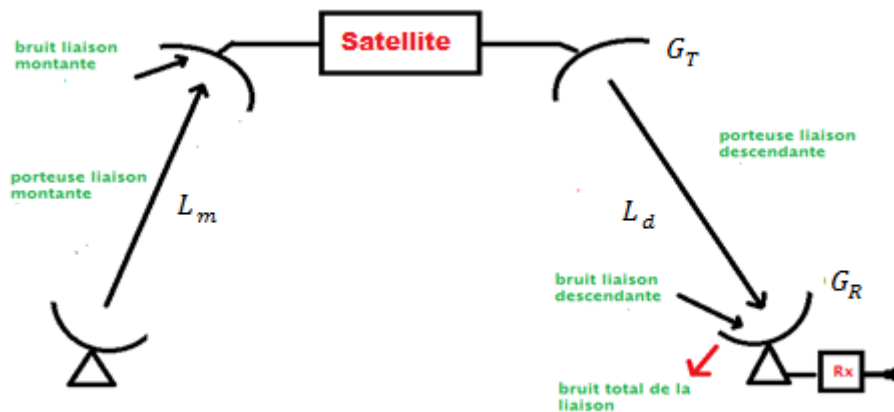 bruit liaison
montante
Satellite
G_T
porteuse liaison
montante
L_m
porteuse liaison
descendante
L_d
bruit liaison
descendante
G_R
Rx
bruit total de la
liaison